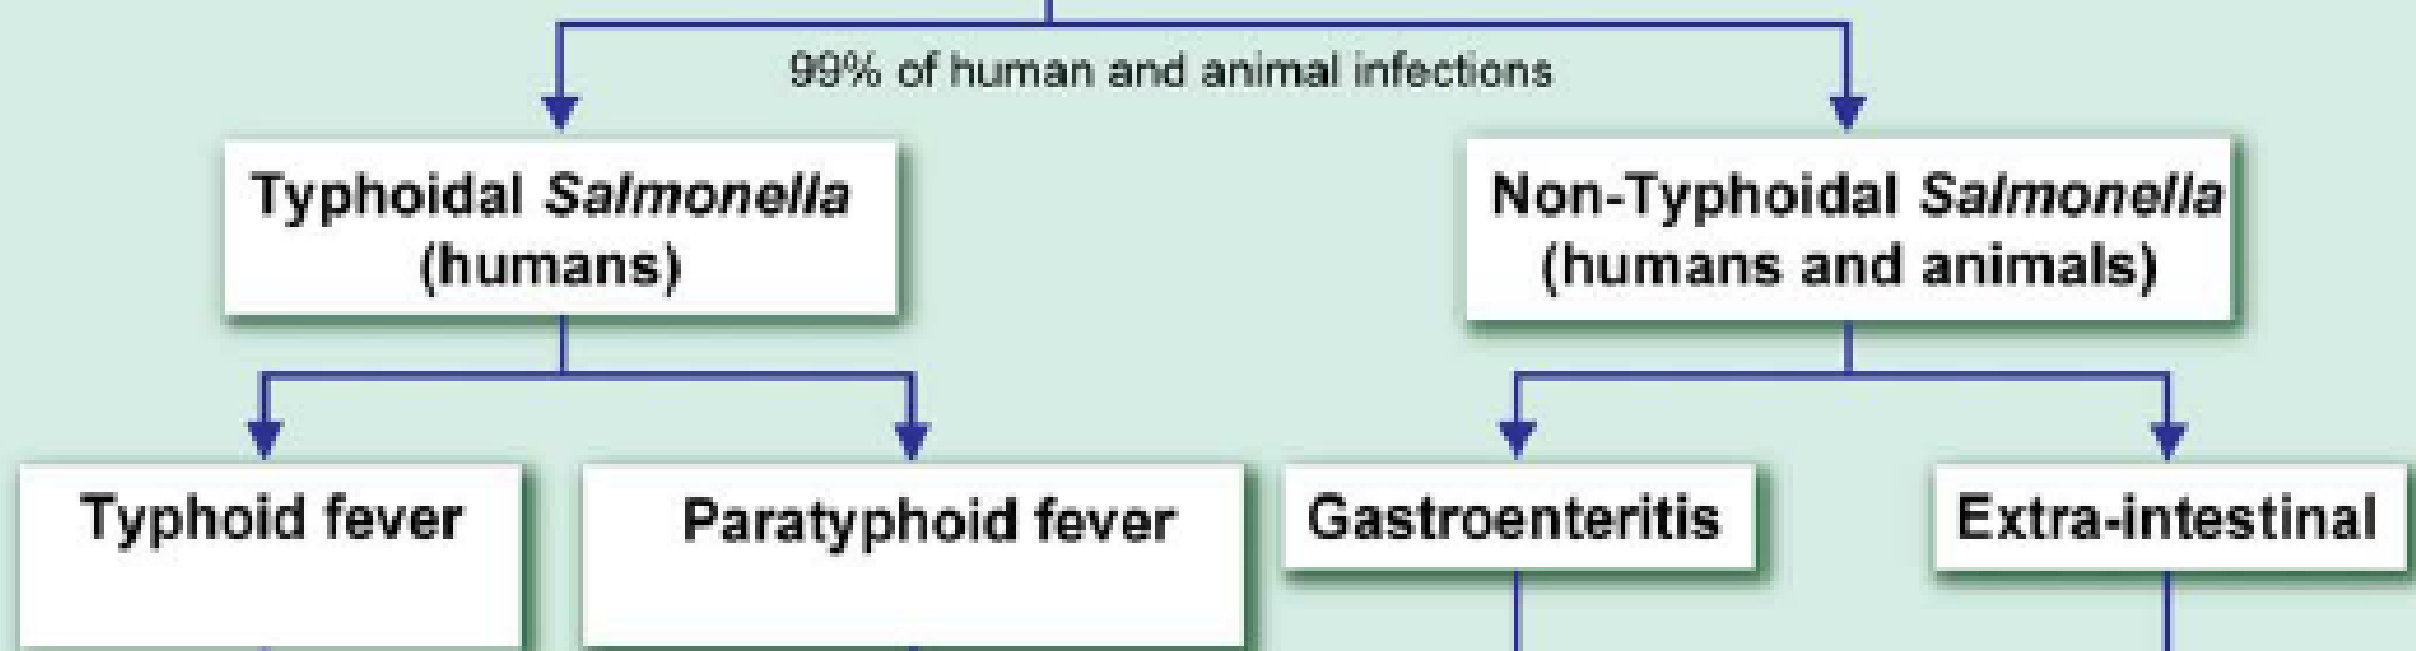 99% of human and animal infections
Typhoidal Salmonella
(humans)
Non-Typhoidal Salmonella
(humans and animals)
Typhoid fever
Paratyphoid fever
Gastroenteritis
Extra-intestinal